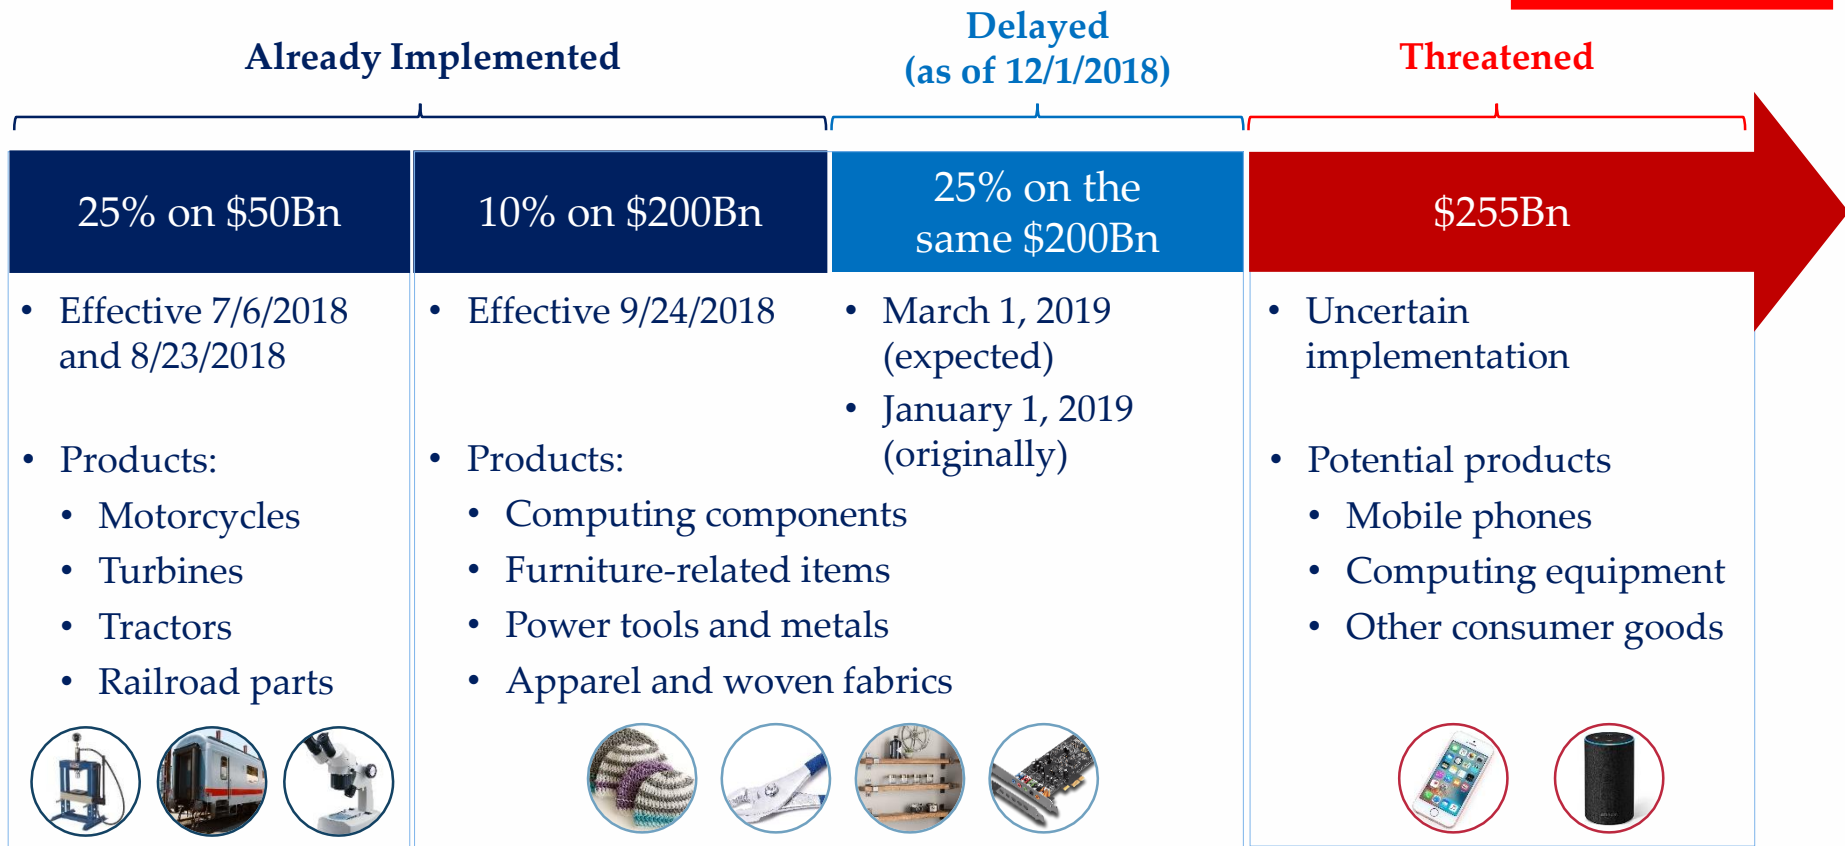 Already Implemented
Delayed
(as of 12/1/2018)
Threatened
25% on $50Bn
10% on $200Bn
25% on the
same $200Bn
$255Bn
• Effective 7/6/2018
and 8/23/2018
• Products:
• Motorcycles
• Turbines
• Tractors
• Railroad parts
• Effective 9/24/2018
• Products:
• Computing components
• Furniture-related items
• Power tools and metals
• Apparel and woven fabrics
• March 1, 2019
(expected)
• January 1, 2019
(originally)
• Uncertain
implementation
• Potential products
• Mobile phones
• Computing equipment
• Other consumer goods